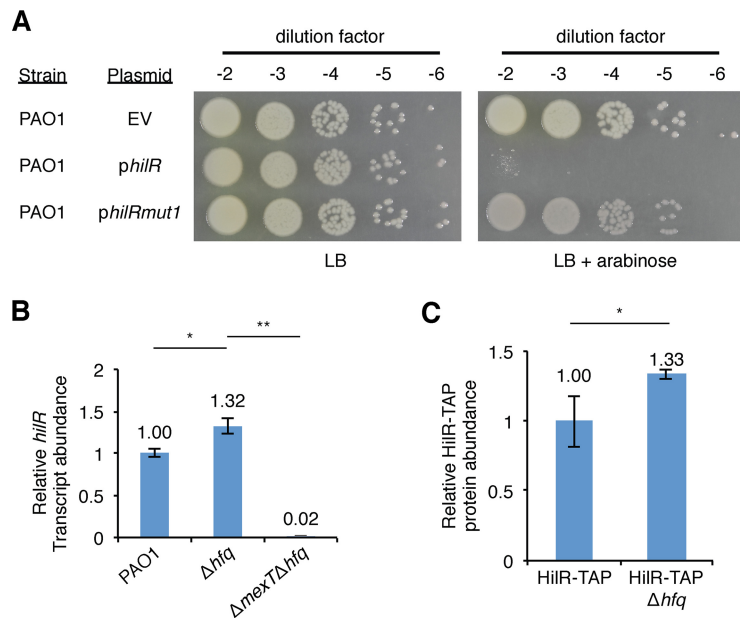 A
dilution factor dilution factor
Strain Plasmid -2 -3 -4 -5 -6 -2 -3 -4 -5 -6
PAO1 EV
PAO1 philR
PAO1 philRmut1
LB LB + arabinose
B
* **
Relative hilR
Transcript abundance
2
1.5
1
0.5
0
1.00
1.32
0.02
PAO1
Δhfq
ΔmexTΔhfq
C
*
Relative HilR-TAP
protein abundance
1.5
1
0.5
0
1.00
1.33
HilR-TAP
HilR-TAP
Δhfq